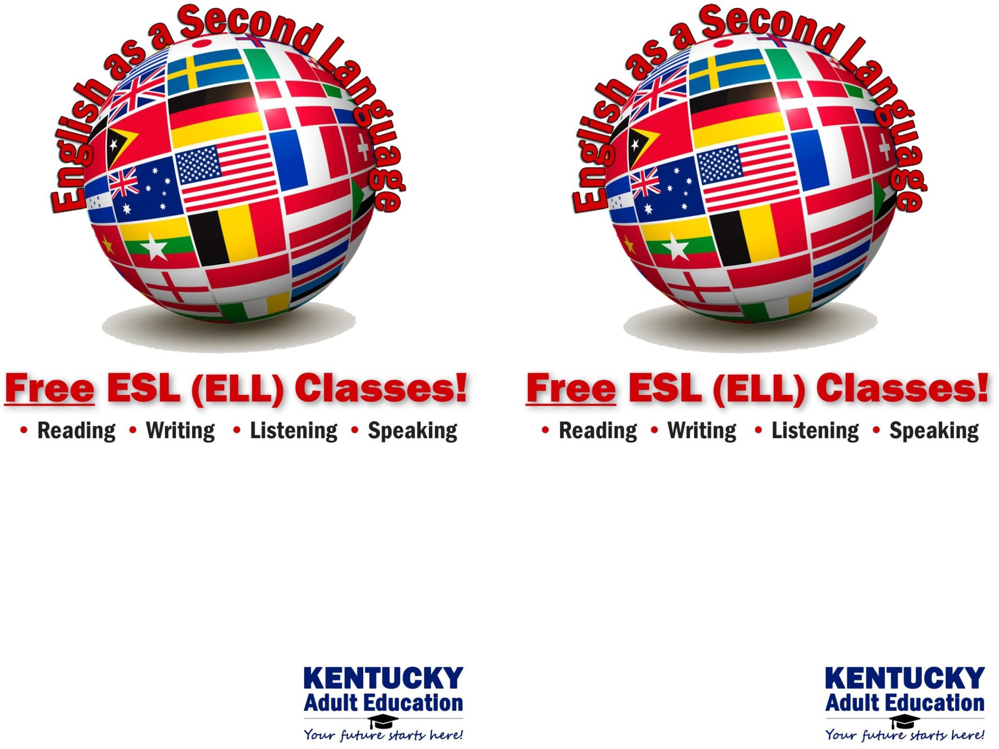 English as a Second Language
Free ESL (ELL) Classes!
• Reading • Writing • Listening • Speaking
KENTUCKY
Adult Education
Your future starts here!
English as a Second Language
Free ESL (ELL) Classes!
• Reading • Writing • Listening • Speaking
KENTUCKY
Adult Education
Your future starts here!